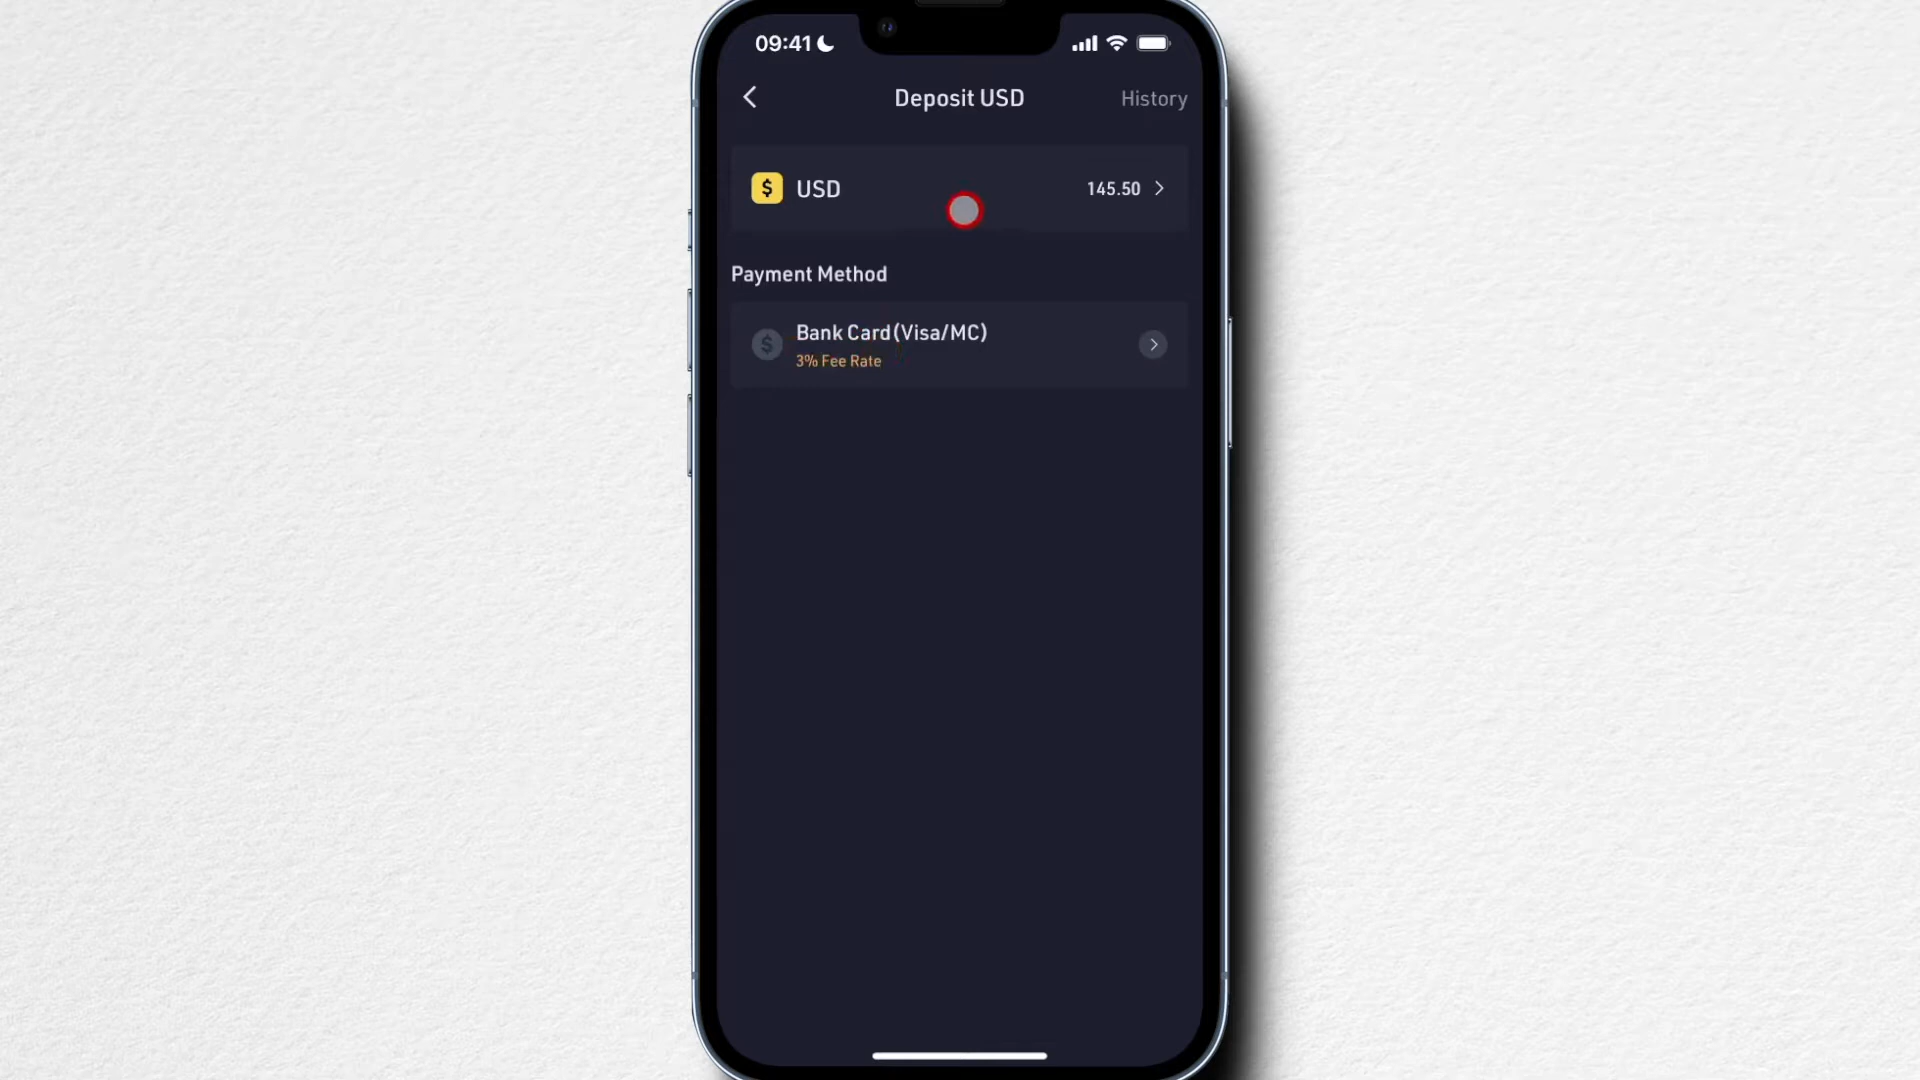 09:41
Deposit USD
History
$ USD
145.50
Payment Method
$ Bank Card(Visa/MC)
3% Fee Rate